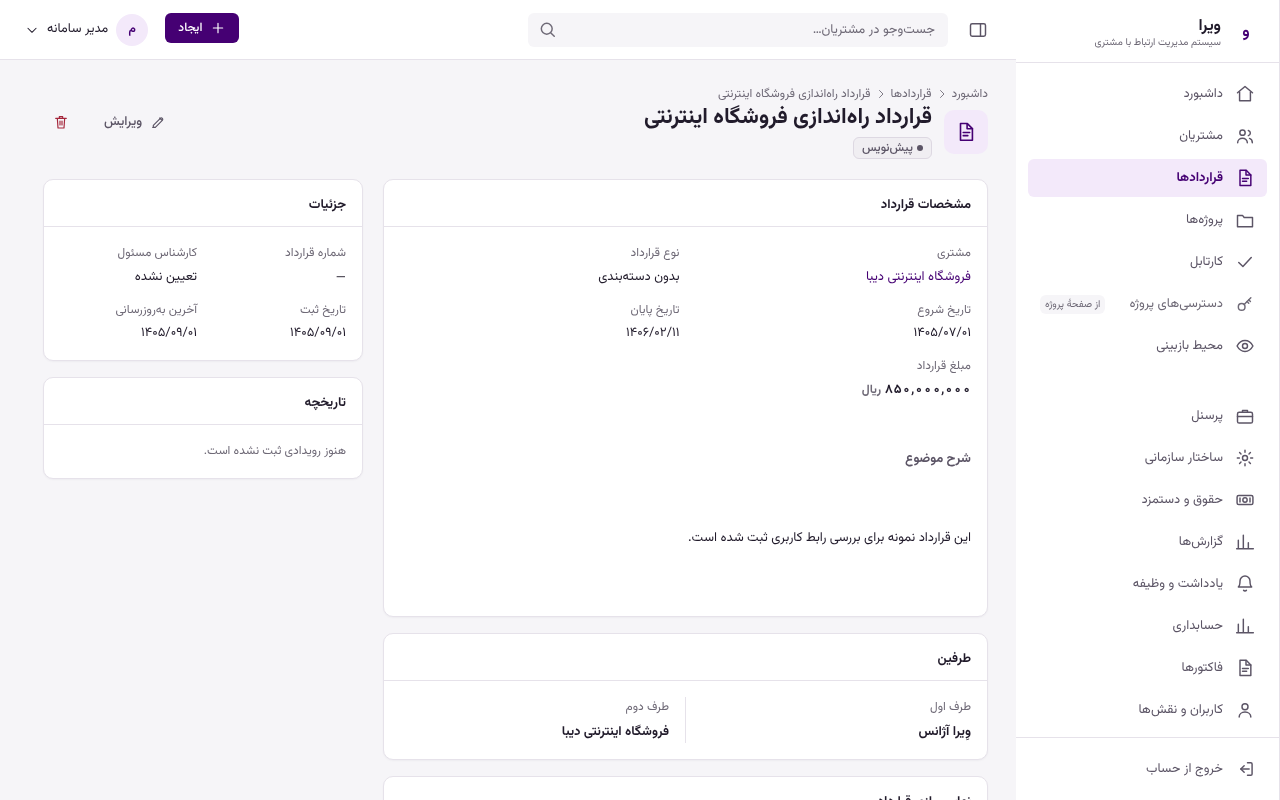 و
ویرا
سیستم مدیریت ارتباط با مشتری
داشبورد
مشتریان
قراردادها
پروژه‌ها
کارتابل
دسترسی‌های پروژه
از صفحهٔ پروژه
محیط بازبینی
پرسنل
ساختار سازمانی
حقوق و دستمزد
گزارش‌ها
یادداشت و وظیفه
حسابداری
فاکتورها
کاربران و نقش‌ها
خروج از حساب
جست‌وجو در مشتریان…
ایجاد
م
مدیر سامانه
داشبورد
قراردادها
قرارداد راه‌اندازی فروشگاه اینترنتی
قرارداد راه‌اندازی فروشگاه اینترنتی
پیش‌نویس
ویرایش
مشخصات قرارداد
مشتری
فروشگاه اینترنتی دیبا
نوع قرارداد
بدون دسته‌بندی
تاریخ شروع
۱۴۰۵/۰۷/۰۱
تاریخ پایان
۱۴۰۶/۰۲/۱۱
مبلغ قرارداد
۸۵۰,۰۰۰,۰۰۰ ریال
شرح موضوع
این قرارداد نمونه برای بررسی رابط کاربری ثبت شده است.
طرفین
طرف اول
ویرا آژانس
طرف دوم
فروشگاه اینترنتی دیبا
جزئیات
شماره قرارداد
—
کارشناس مسئول
تعیین نشده
تاریخ ثبت
۱۴۰۵/۰۹/۰۱
آخرین به‌روزرسانی
۱۴۰۵/۰۹/۰۱
تاریخچه
هنوز رویدادی ثبت نشده است.